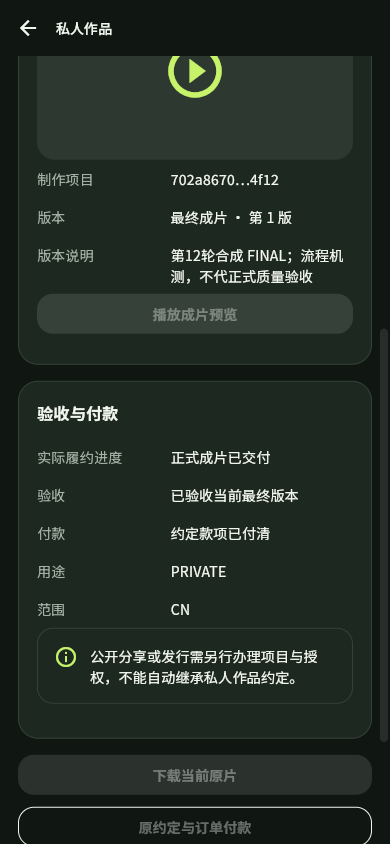 私人作品
制作项目 702a8670...4f12
版本 最终成片 · 第 1 版
版本说明 第12轮合成 FINAL；流程机
测，不代正式质量验收
播放成片预览
验收与付款
实际履约进度 正式成片已交付
验收 已验收当前最终版本
付款 约定款项已付清
用途 PRIVATE
范围 CN
公开分享或发行需另行办理项目与授
权，不能自动继承私人作品约定。
下载当前原片
原约定与订单付款